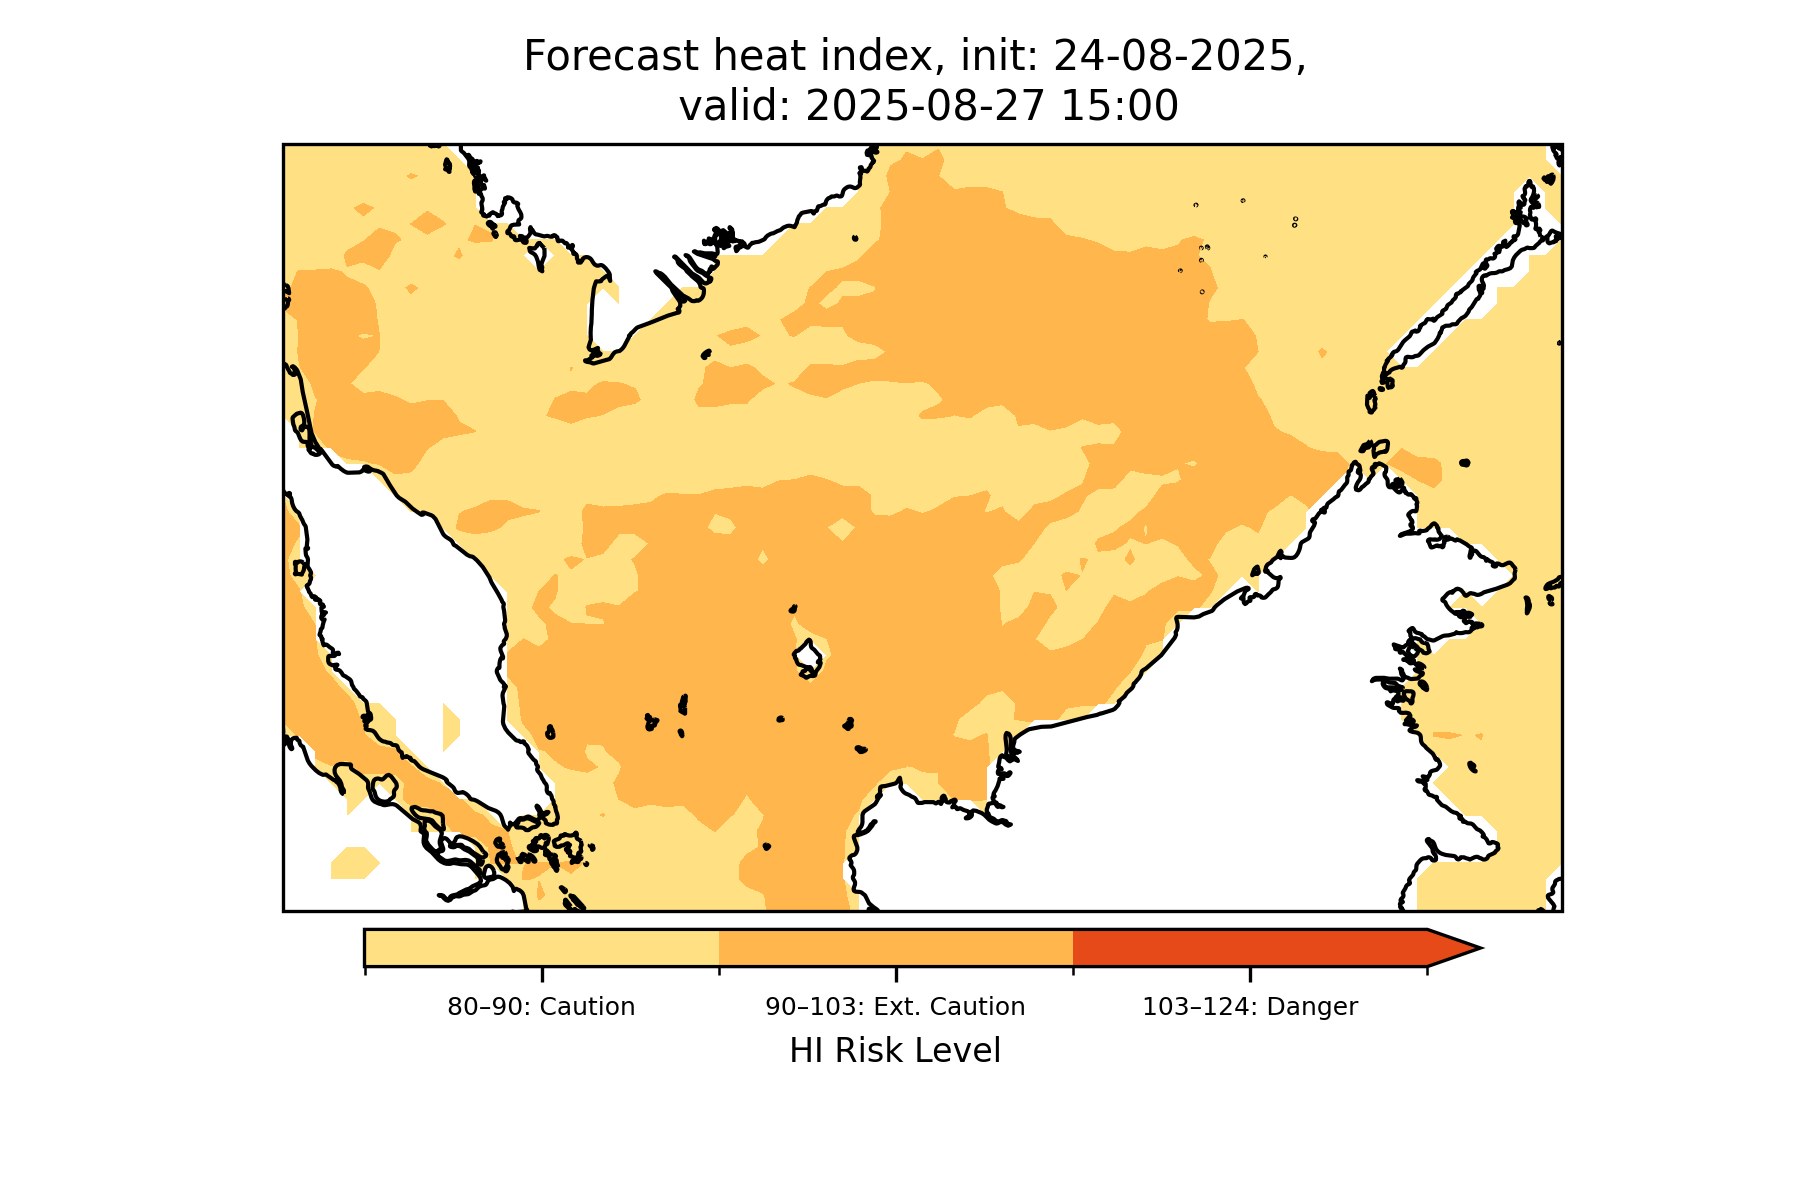 Forecast heat index, init: 24-08-2025,
valid: 2025-08-27 15:00
80–90: Caution
90–103: Ext. Caution
103–124: Danger
HI Risk Level